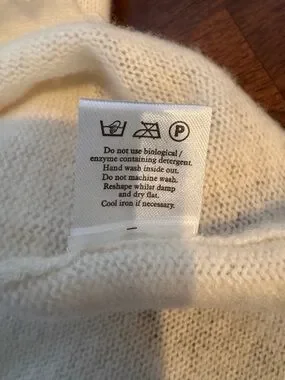 P
Do not use biological /
enzyme containing detergent.
Hand wash inside out.
Do not machine wash.
Reshape whilst damp
and dry flat.
Cool iron if necessary.